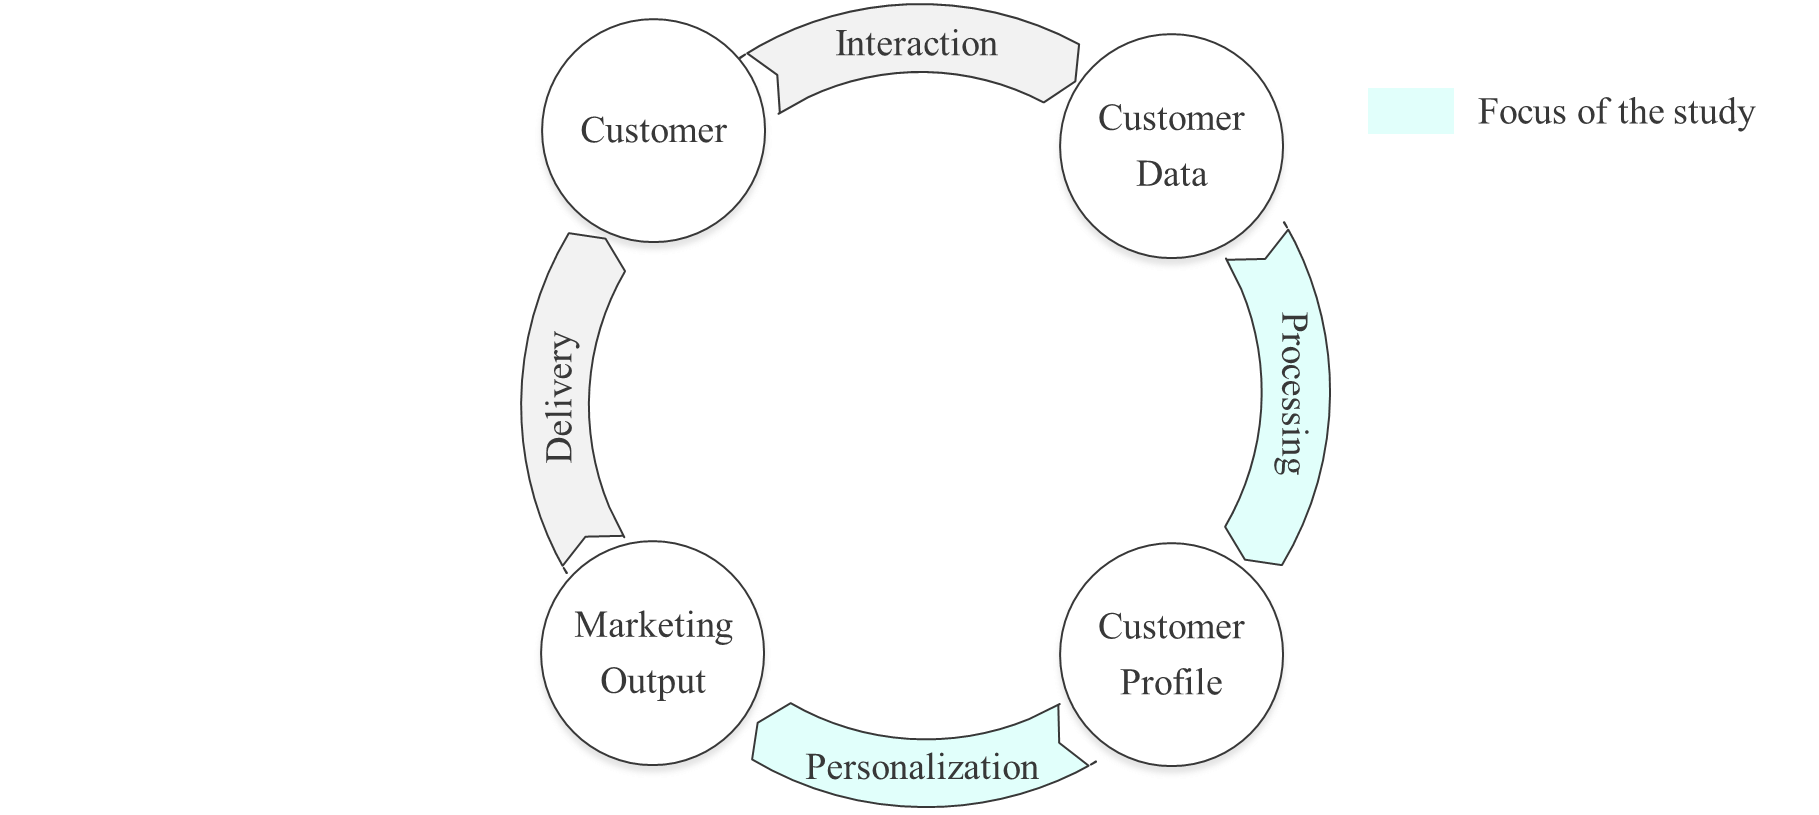 Interaction
Customer
Customer
Data
Focus of the study
Processing
Delivery
Marketing
Output
Customer
Profile
Personalization